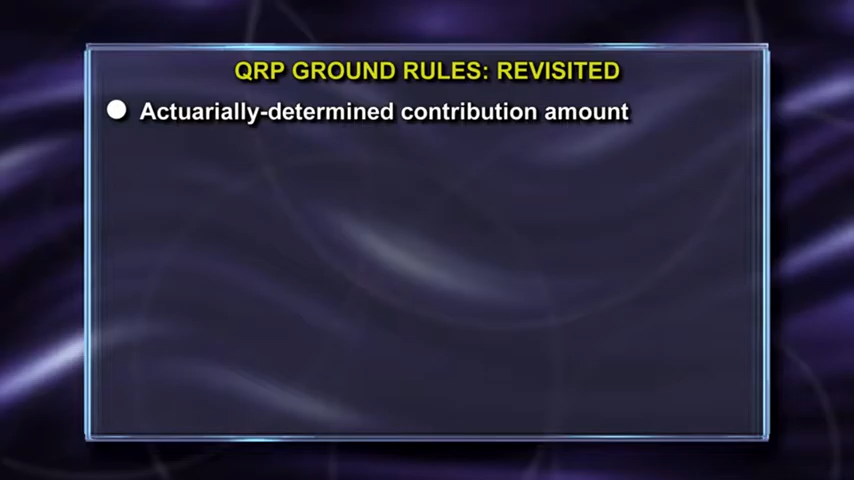 QRP GROUND RULES: REVISITED
Actuarially-determined contribution amount